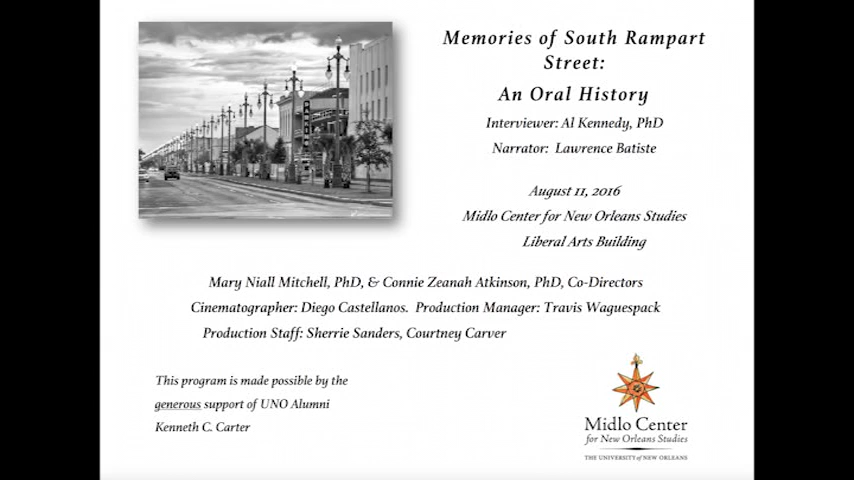 Memories of South Rampart
Street:
An Oral History
Interviewer: Al Kennedy, PhD
Narrator: Lawrence Batiste
August 11, 2016
Midlo Center for New Orleans Studies
Liberal Arts Building
Mary Niall Mitchell, PhD, & Connie Zeanah Atkinson, PhD, Co-Directors
Cinematographer: Diego Castellanos. Production Manager: Travis Waguespack
Production Staff: Sherrie Sanders, Courtney Carver
This program is made possible by the
generous support of UNO Alumni
Kenneth C. Carter
Midlo Center
for New Orleans Studies
THE UNIVERSITY of NEW ORLEANS